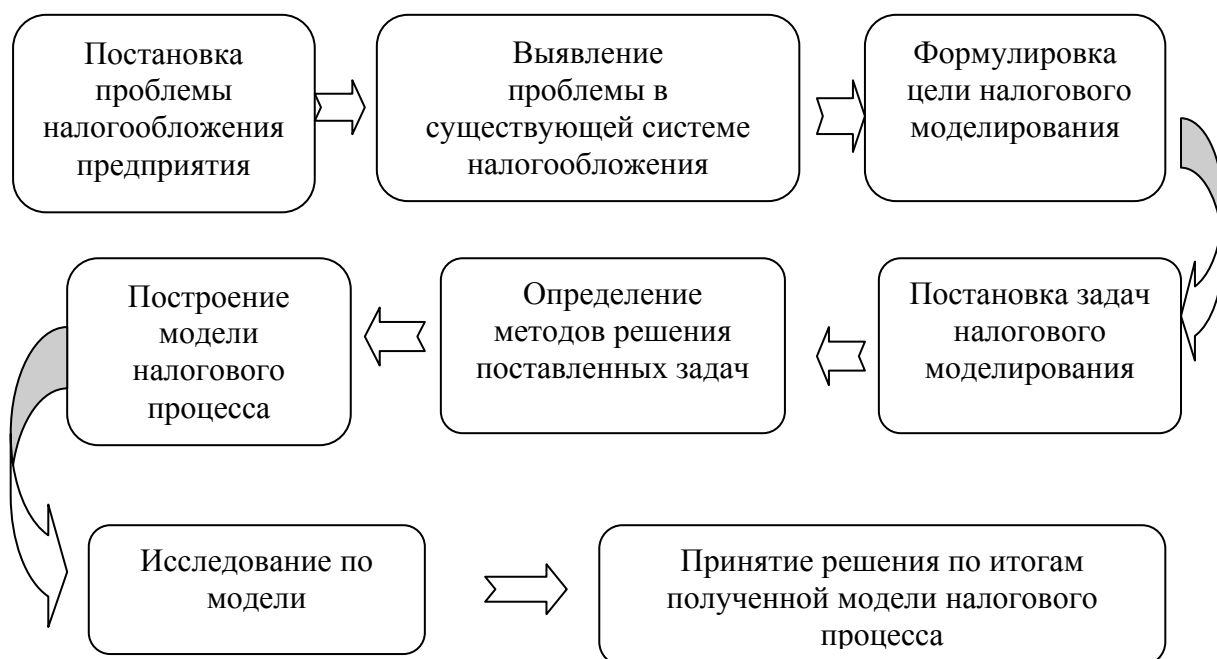 Постановка
проблемы
налогообложения
предприятия
Выявление
проблемы в
существующей системе
налогообложения
Формулировка
цели налогового
моделирования
Построение
модели
налогового
процесса
Определение
методов решения
поставленных задач
Постановка задач
налогового
моделирования
Исследование по
модели
Принятие решения по итогам
полученной модели налогового
процесса